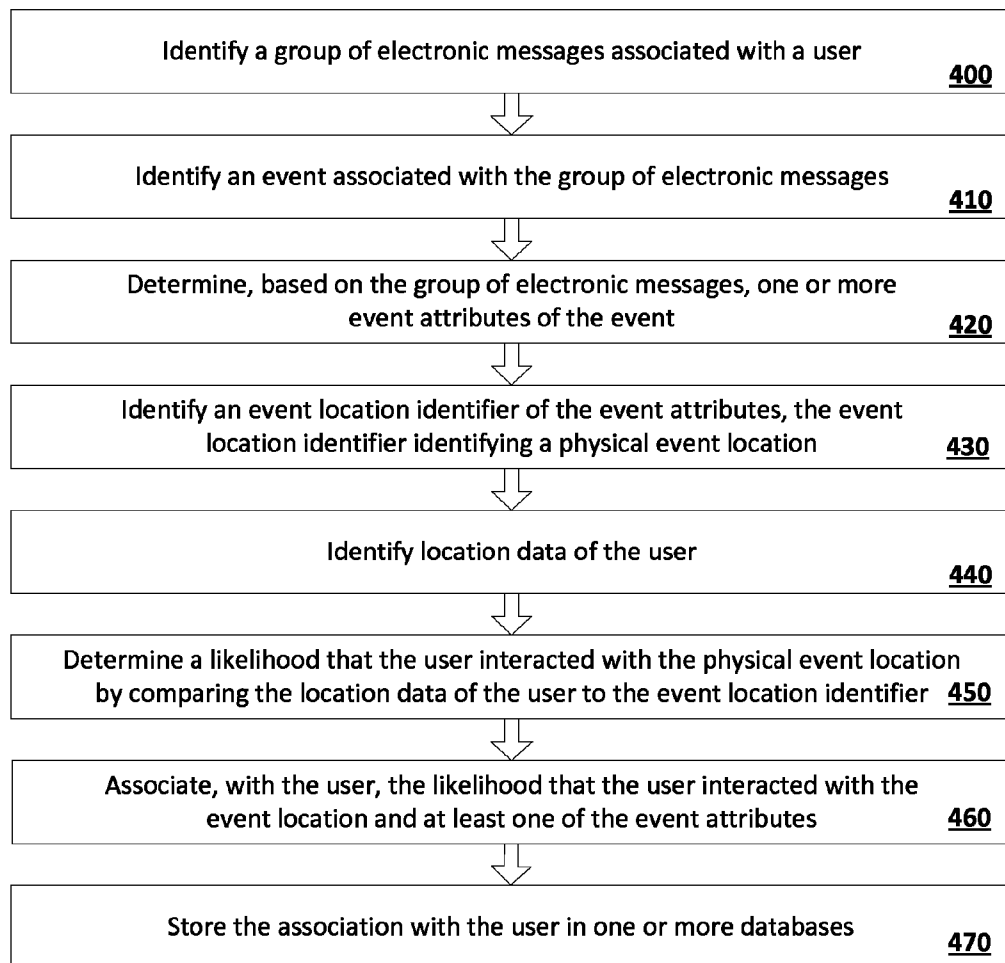 Identify a group of electronic messages associated with a user
400
Identify an event associated with the group of electronic messages
410
Determine, based on the group of electronic messages, one or more
event attributes of the event
420
Identify an event location identifier of the event attributes, the event
location identifier identifying a physical event location
430
Identify location data of the user
440
Determine a likelihood that the user interacted with the physical event location
by comparing the location data of the user to the event location identifier 450
Associate, with the user, the likelihood that the user interacted with the
event location and at least one of the event attributes
460
Store the association with the user in one or more databases
470